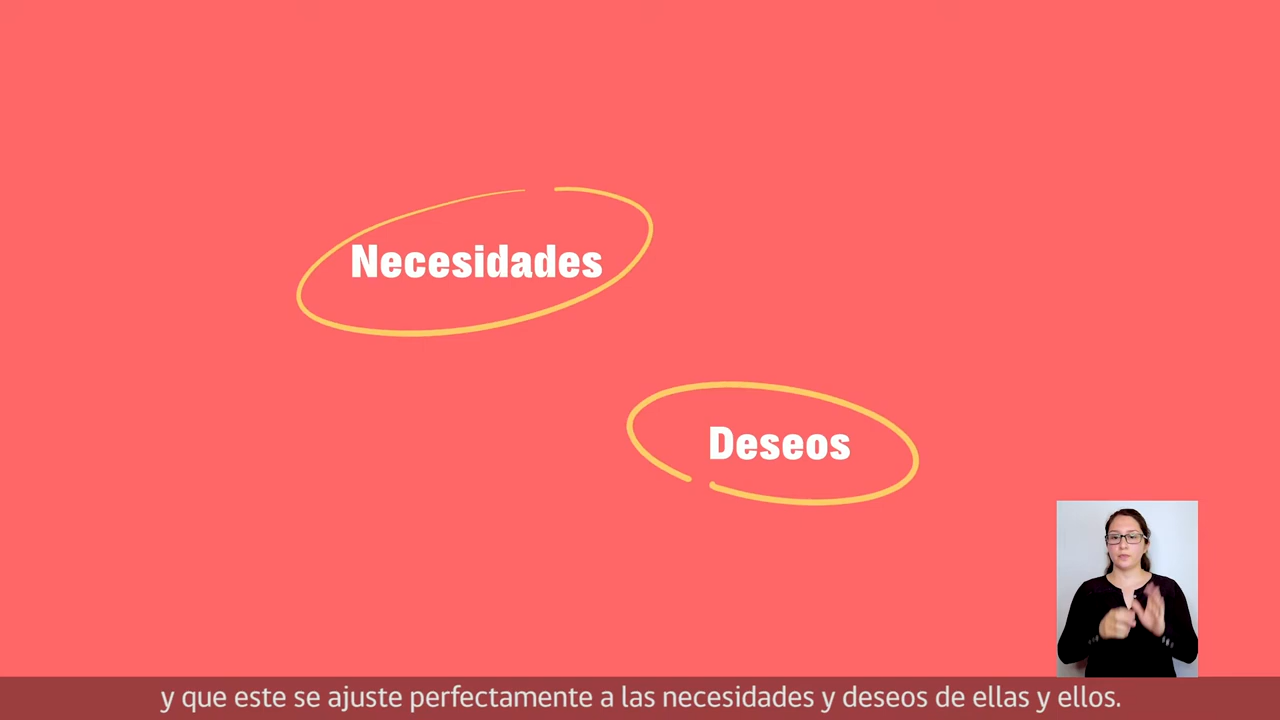 Necesidades
Deseos
y que este se ajuste perfectamente a las necesidades y deseos de ellas y ellos.